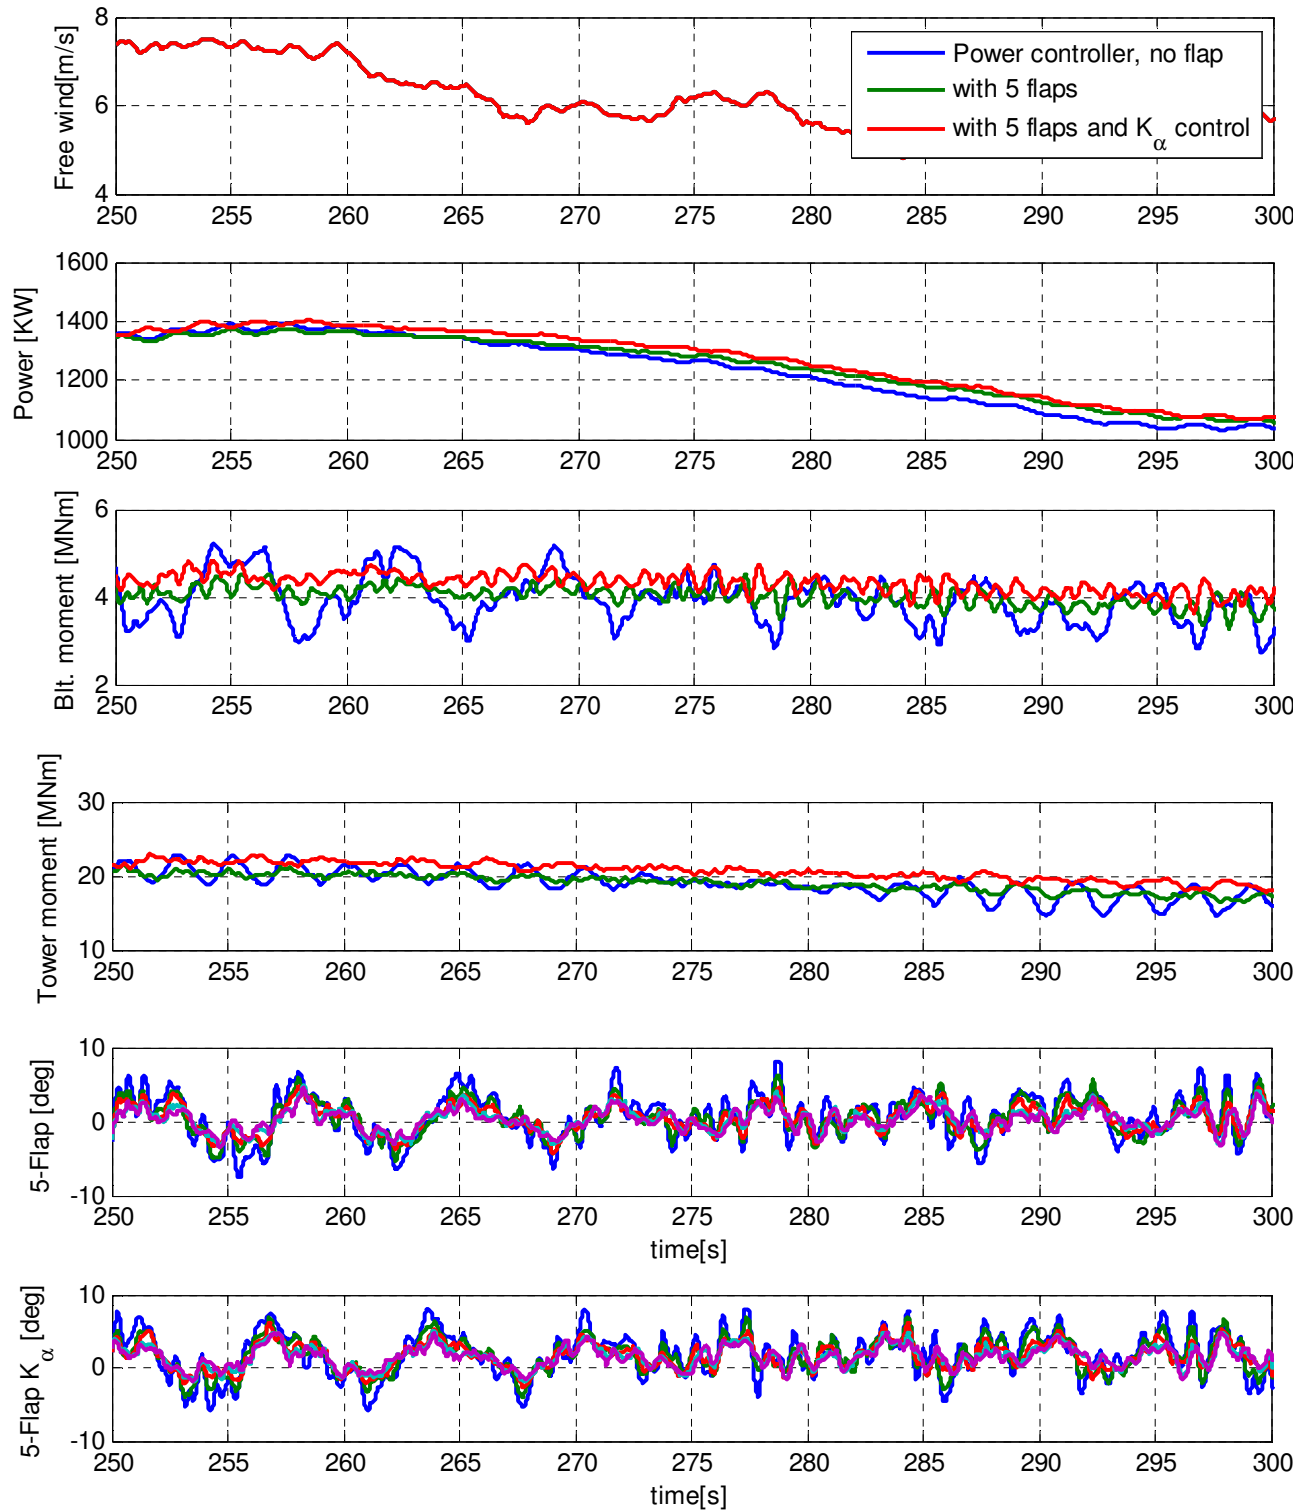 Free wind[m/s]
8
6
4
250 255 260 265 270 275 280 285 290 295 300
Power controller, no flap
with 5 flaps
with 5 flaps and Kα control
Power [KW]
1600
1400
1200
1000
250 255 260 265 270 275 280 285 290 295 300
Blt. moment [MNm]
6
4
2
250 255 260 265 270 275 280 285 290 295 300
Tower moment [MNm]
30
20
10
250 255 260 265 270 275 280 285 290 295 300
5-Flap [deg]
10
0
-10
250 255 260 265 270 275 280 285 290 295 300
time[s]
5-Flap Kα [deg]
10
0
-10
250 255 260 265 270 275 280 285 290 295 300
time[s]